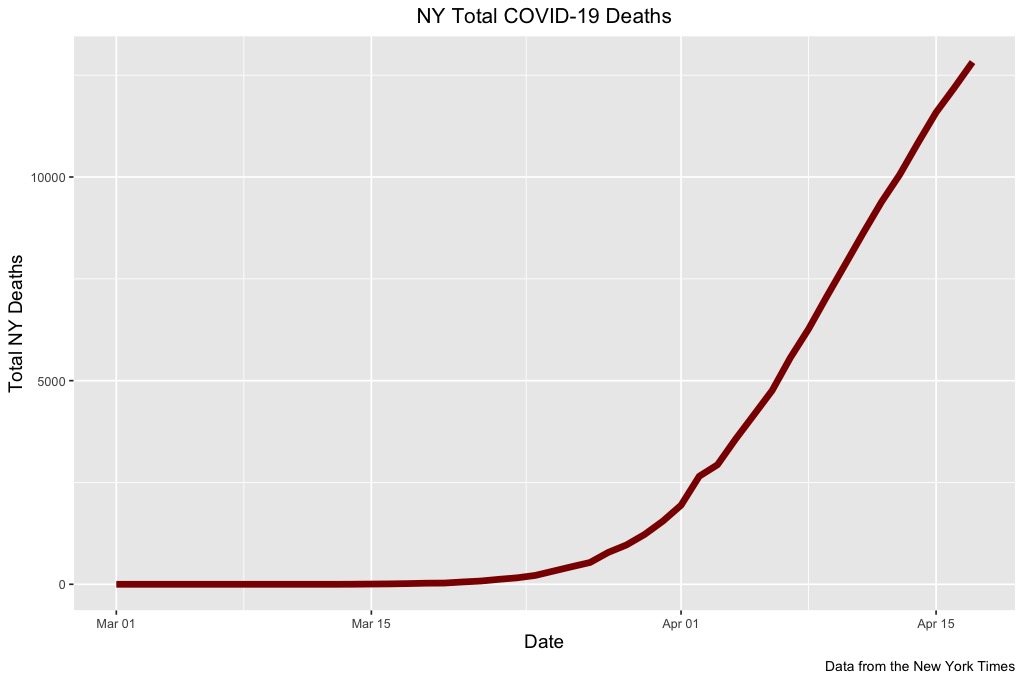 NY Total COVID-19 Deaths
Total NY Deaths
10000
5000
0
Mar 01
Mar 15
Apr 01
Apr 15
Date
Data from the New York Times